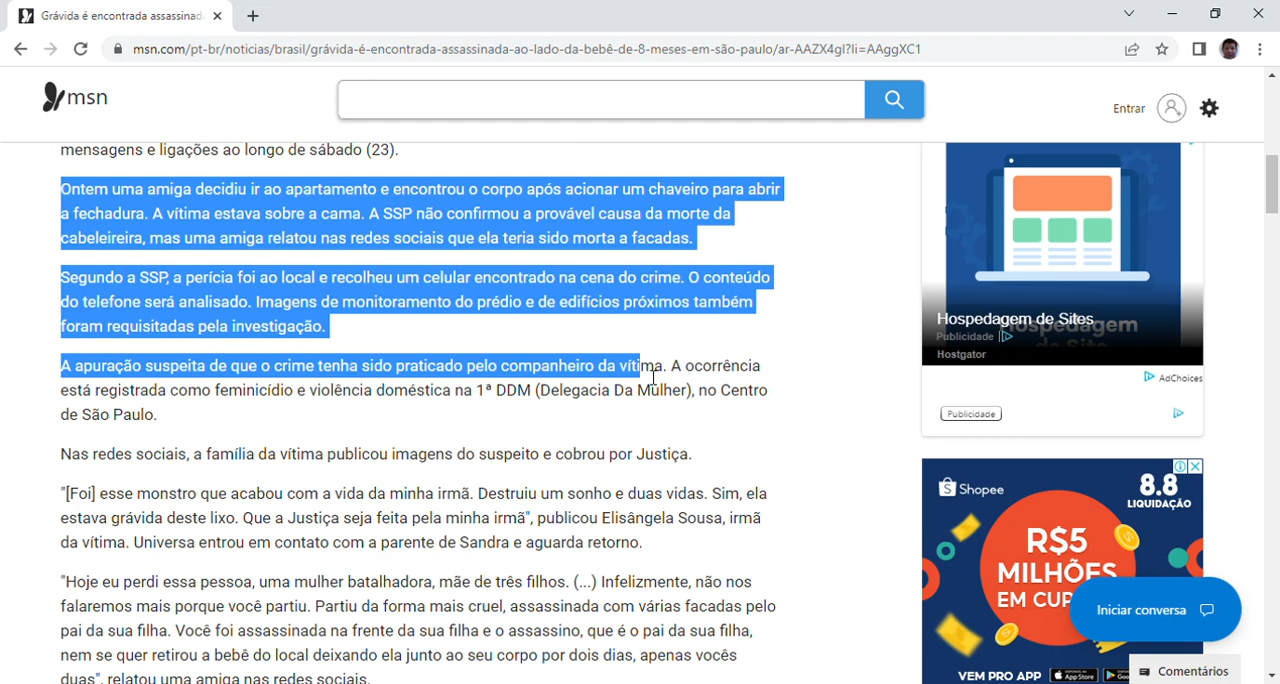 Grávida é encontrada assassinada
msn.com/pt-br/noticias/brasil/grávida-é-encontrada-assassinada-ao-lado-da-bebê-de-8-meses-em-são-paulo/ar-AAZX4gI?li=AAggXC1
msn
Entrar
mensagens e ligações ao longo de sábado (23).
Ontem uma amiga decidiu ir ao apartamento e encontrou o corpo após acionar um chaveiro para abrir
a fechadura. A vítima estava sobre a cama. A SSP não confirmou a provável causa da morte da
cabeleireira, mas uma amiga relatou nas redes sociais que ela teria sido morta a facadas.
Segundo a SSP, a perícia foi ao local e recolheu um celular encontrado na cena do crime. O conteúdo
do telefone será analisado. Imagens de monitoramento do prédio e de edifícios próximos também
foram requisitadas pela investigação.
A apuração suspeita de que o crime tenha sido praticado pelo companheiro da vítima. A ocorrência
está registrada como feminicídio e violência doméstica na 1ª DDM (Delegacia Da Mulher), no Centro
de São Paulo.
Nas redes sociais, a família da vítima publicou imagens do suspeito e cobrou por Justiça.
"[Foi] esse monstro que acabou com a vida da minha irmã. Destruiu um sonho e duas vidas. Sim, ela
estava grávida deste lixo. Que a Justiça seja feita pela minha irmã", publicou Elisângela Sousa, irmã
da vítima. Universa entrou em contato com a parente de Sandra e aguarda retorno.
"Hoje eu perdi essa pessoa, uma mulher batalhadora, mãe de três filhos. (...) Infelizmente, não nos
falaremos mais porque você partiu. Partiu da forma mais cruel, assassinada com várias facadas pelo
pai da sua filha. Você foi assassinada na frente da sua filha e o assassino, que é o pai da sua filha,
nem se quer retirou a bebê do local deixando ela junto ao seu corpo por dois dias, apenas vocês
duas", relatou uma amiga nas redes sociais.
Hospedagem de Sites
Hospedagem
Publicidade
Hostgator
AdChoices
Publicidade
Shopee
8.8
LIQUIDAÇÃO
R$5
MILHÕES
EM CUP
VEM PRO APP
App Store
Goo
Iniciar conversa
Comentários